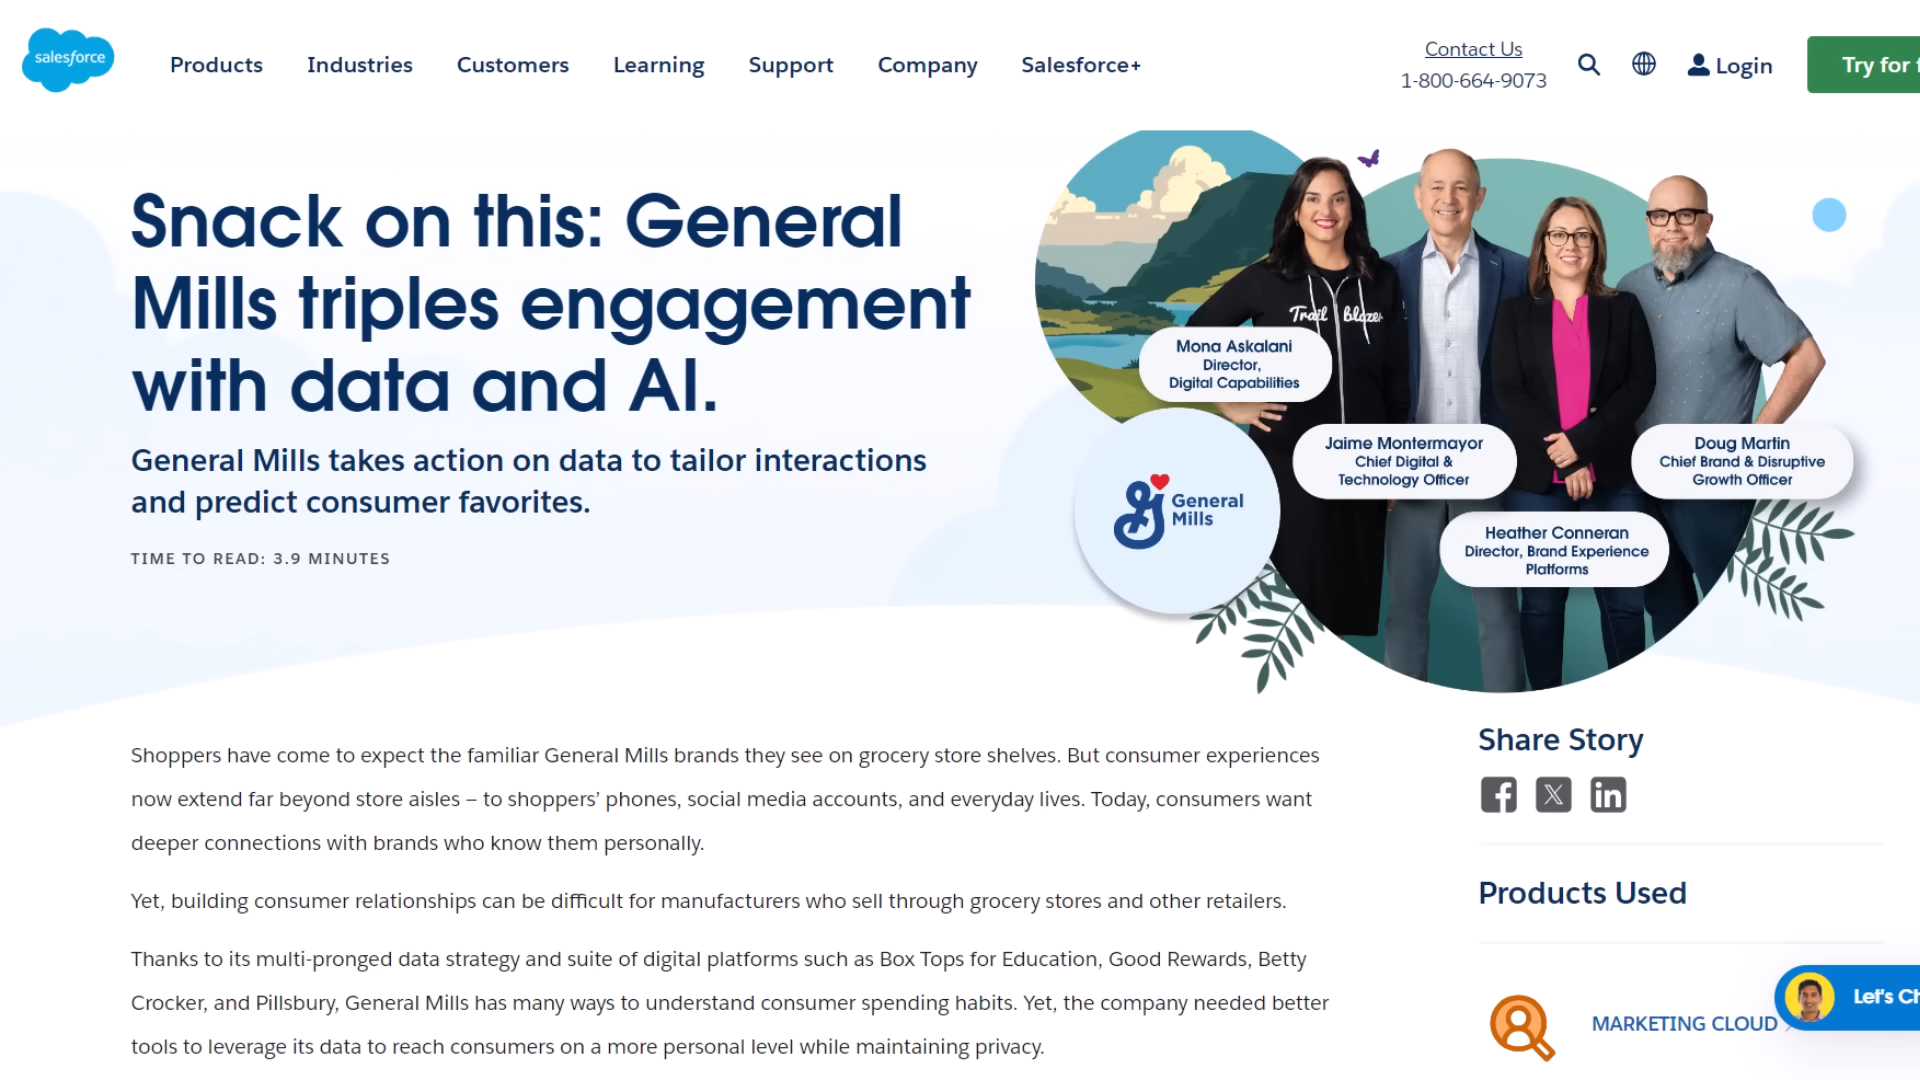 salesforce
Products
Industries
Customers
Learning
Support
Company
Salesforce+
Contact Us
1-800-664-9073
Login
Try for
Snack on this: General
Mills triples engagement
with data and AI.
General Mills takes action on data to tailor interactions
and predict consumer favorites.
TIME TO READ: 3.9 MINUTES
Trail Blazer
Mona Askalani
Director,
Digital Capabilities
Jaime Montermayor
Chief Digital &
Technology Officer
Doug Martin
Chief Brand & Disruptive
Growth Officer
Heather Conneran
Director, Brand Experience
Platforms
General
Mills
Shoppers have come to expect the familiar General Mills brands they see on grocery store shelves. But consumer experiences
now extend far beyond store aisles – to shoppers’ phones, social media accounts, and everyday lives. Today, consumers want
deeper connections with brands who know them personally.
Yet, building consumer relationships can be difficult for manufacturers who sell through grocery stores and other retailers.
Thanks to its multi-pronged data strategy and suite of digital platforms such as Box Tops for Education, Good Rewards, Betty
Crocker, and Pillsbury, General Mills has many ways to understand consumer spending habits. Yet, the company needed better
tools to leverage its data to reach consumers on a more personal level while maintaining privacy.
Share Story
Products Used
MARKETING CLOUD
Let's